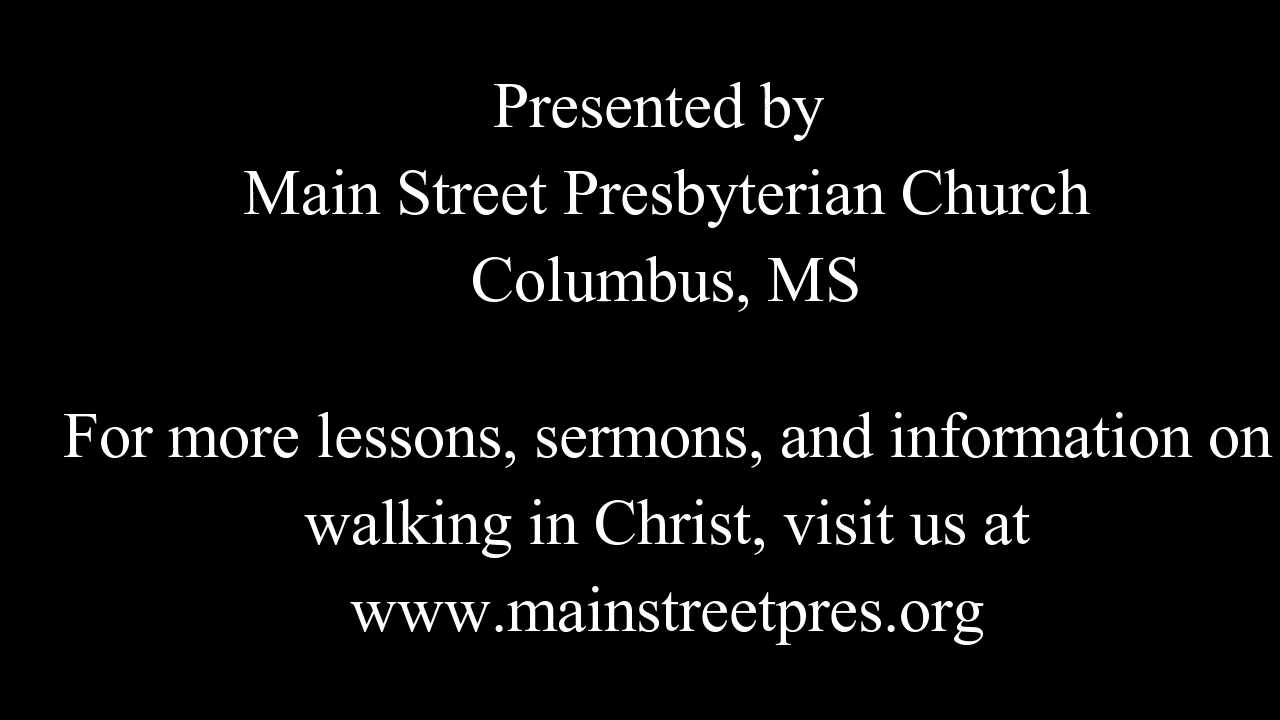 Presented by
Main Street Presbyterian Church
Columbus, MS
For more lessons, sermons, and information on
walking in Christ, visit us at
www.mainstreetpres.org